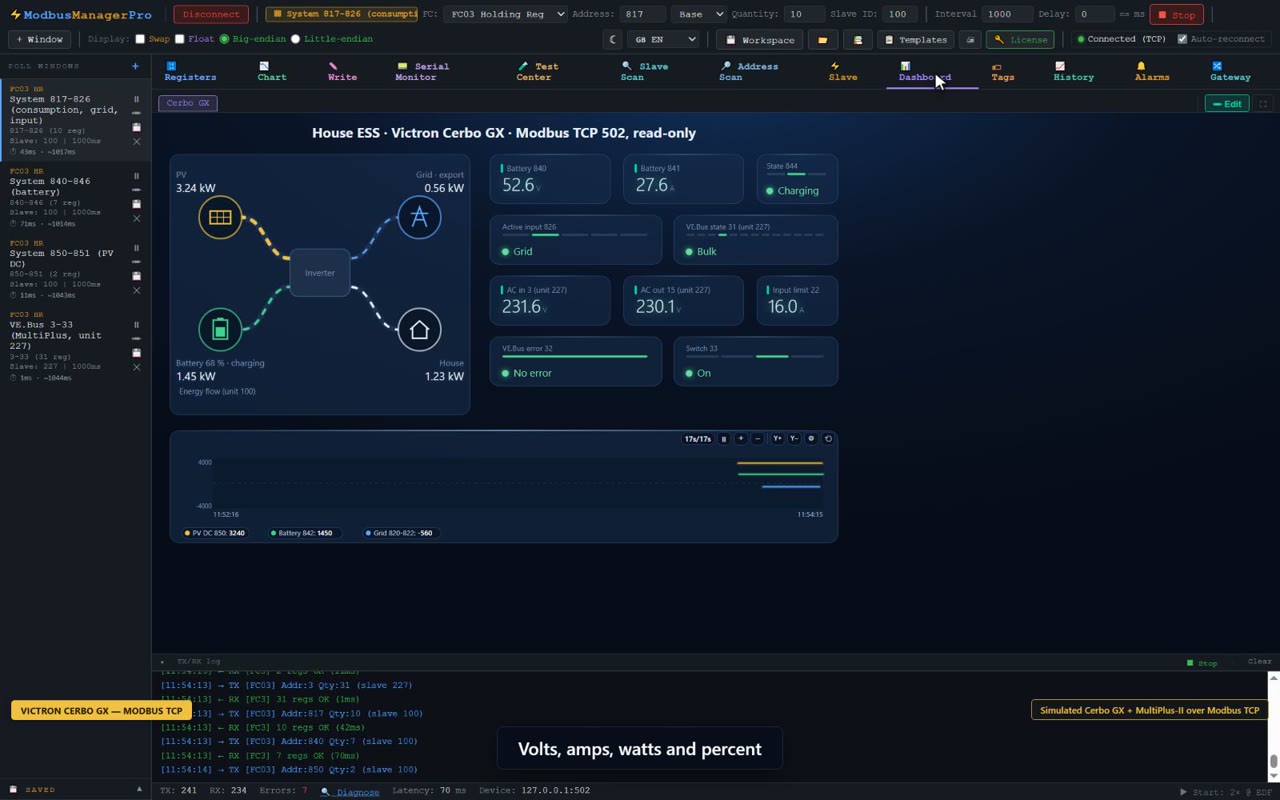 ModbusManagerPro
Disconnect
System 817-826 (consumpti
FC: FC03 Holding Reg
Address: 817
Base
Quantity: 10
Slave ID: 100
Interval 1000
Delay: 0
ms
Stop
+ Window
Display: Swap Float Big-endian Little-endian
GB EN
Workspace
Templates
License
Connected (TCP)
Auto-reconnect
POLL WINDOWS +
Registers
Chart
Write
Serial Monitor
Test Center
Slave Scan
Address Scan
Slave
Dashboard
Tags
History
Alarms
Gateway
FC03 HR
System 817-826
(consumption, grid,
input)
817-826 (10 reg)
Slave: 100 | 1000ms
43ms · ~1017ms
FC03 HR
System 840-846
(battery)
840-846 (7 reg)
Slave: 100 | 1000ms
71ms · ~1014ms
FC03 HR
System 850-851 (PV
DC)
850-851 (2 reg)
Slave: 100 | 1000ms
11ms · ~1043ms
FC03 HR
VE.Bus 3-33
(MultiPlus, unit
227)
3-33 (31 reg)
Slave: 227 | 1000ms
1ms · ~1044ms
Cerbo GX
Edit
House ESS · Victron Cerbo GX · Modbus TCP 502, read-only
PV
3.24 kW
Grid · export
0.56 kW
Inverter
Battery 68 % · charging
1.45 kW
House
1.23 kW
Energy flow (unit 100)
Battery 840
52.6 V
Battery 841
27.6 A
State 844
Charging
Active input 826
Grid
VE.Bus state 31 (unit 227)
Bulk
AC in 3 (unit 227)
231.6 V
AC out 15 (unit 227)
230.1 V
Input limit 22
16.0 A
VE.Bus error 32
No error
Switch 33
On
17s/17s + − Y+ Y−
4000
-4000
11:52:16
11:54:15
PV DC 850: 3240
Battery 842: 1450
Grid 820-822: -560
TX/RX log
Stop
Clear
[11:54:13] ← RX [FC3] 2 regs OK (11ms)
[11:54:13] → TX [FC03] Addr:3 Qty:31 (slave 227)
[11:54:13] ← RX [FC3] 31 regs OK (1ms)
:13] → TX [FC03] Addr:817 Qty:10 (slave 100)
[11:54:13] ← RX [FC3] 10 regs OK (42ms)
[11:54:13] → TX [FC03] Addr:840 Qty:7 (slave 100)
[11:54:13] ← RX [FC3] 7 regs OK (70ms)
[11:54:14] → TX [FC03] Addr:850 Qty:2 (slave 100)
VICTRON CERBO GX — MODBUS TCP
Simulated Cerbo GX + MultiPlus-II over Modbus TCP
Volts, amps, watts and percent
SAVED
TX: 241 RX: 234 Errors: 7 Diagnose Latency: 70 ms Device: 127.0.0.1:502
Start: 2×
EDF